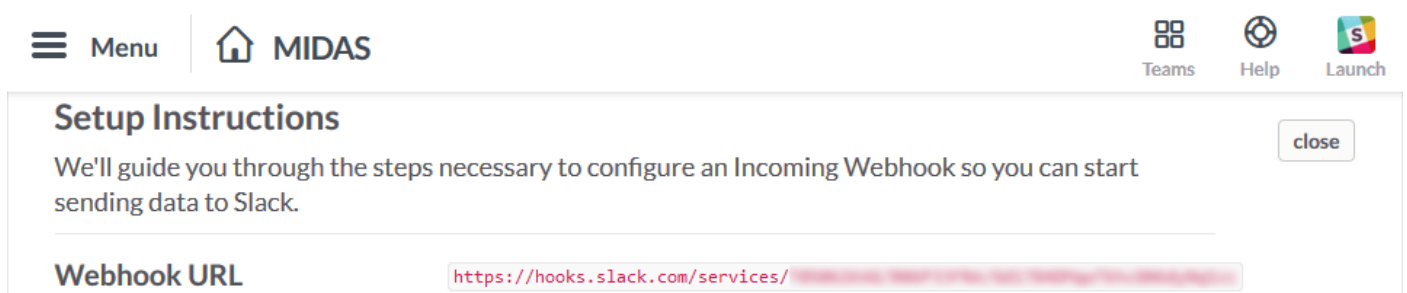 Menu
MIDAS
Teams
Help
S
Launch
Setup Instructions
close
We'll guide you through the steps necessary to configure an Incoming Webhook so you can start
sending data to Slack.
Webhook URL
https://hooks.slack.com/services/